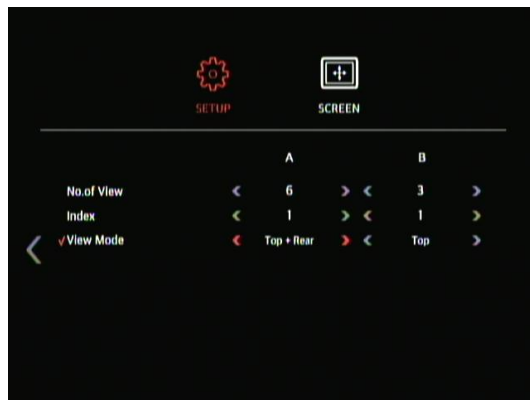 SETUP SCREEN
A B
No.of View 6 3
Index 1 1
√View Mode Top + Rear Top